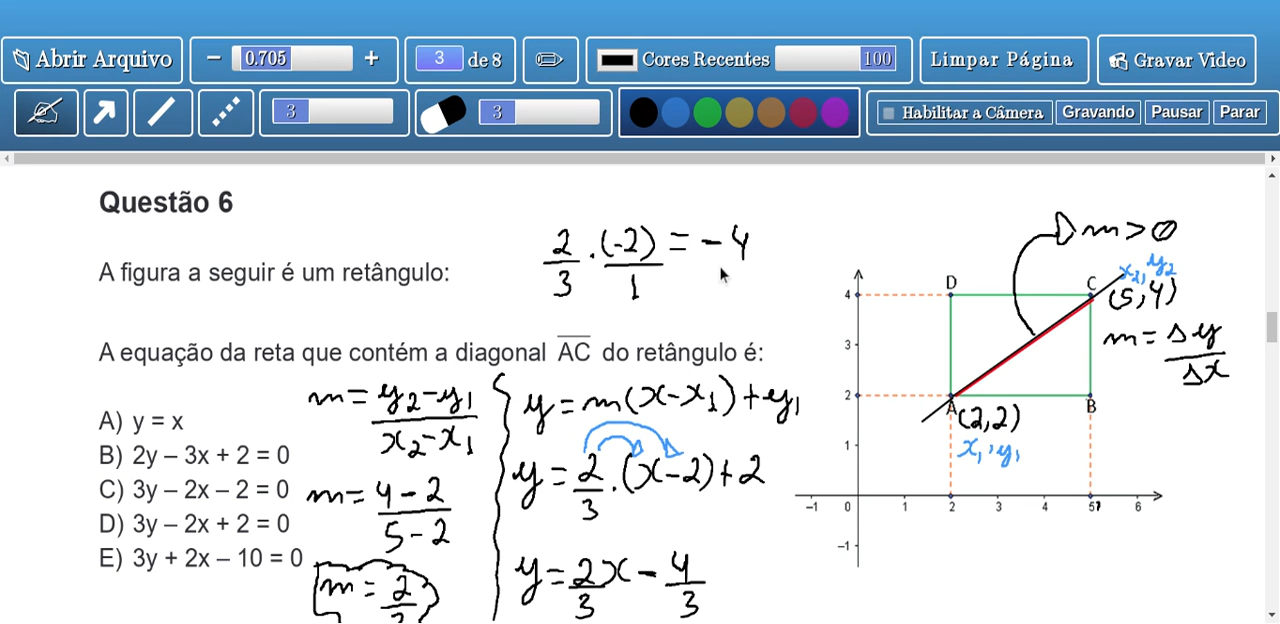 Abrir Arquivo − 0.705 + 3 de 8 Cores Recentes 100 Limpar Página Gravar Video
3 3 Habilitar a Câmera Gravando Pausar Parar
Questão 6
A figura a seguir é um retângulo:
A equação da reta que contém a diagonal AC do retângulo é:
A) y = x
B) 2y – 3x + 2 = 0
C) 3y – 2x – 2 = 0
D) 3y – 2x + 2 = 0
E) 3y + 2x – 10 = 0
2/3 . (-2)/1 = -4
m = (y2-y1)/(x2-x1)
m = (4-2)/(5-2)
m = 2/3
y = m(x-x1)+y1
y = 2/3 . (x-2)+2
y = 2x/3 - 4/3
m > 0
x2, y2
D C (5,4)
m = Δy/Δx
A B
(2,2)
x1, y1
4
3
2
1
−1 0 1 2 3 4 5 6
−1